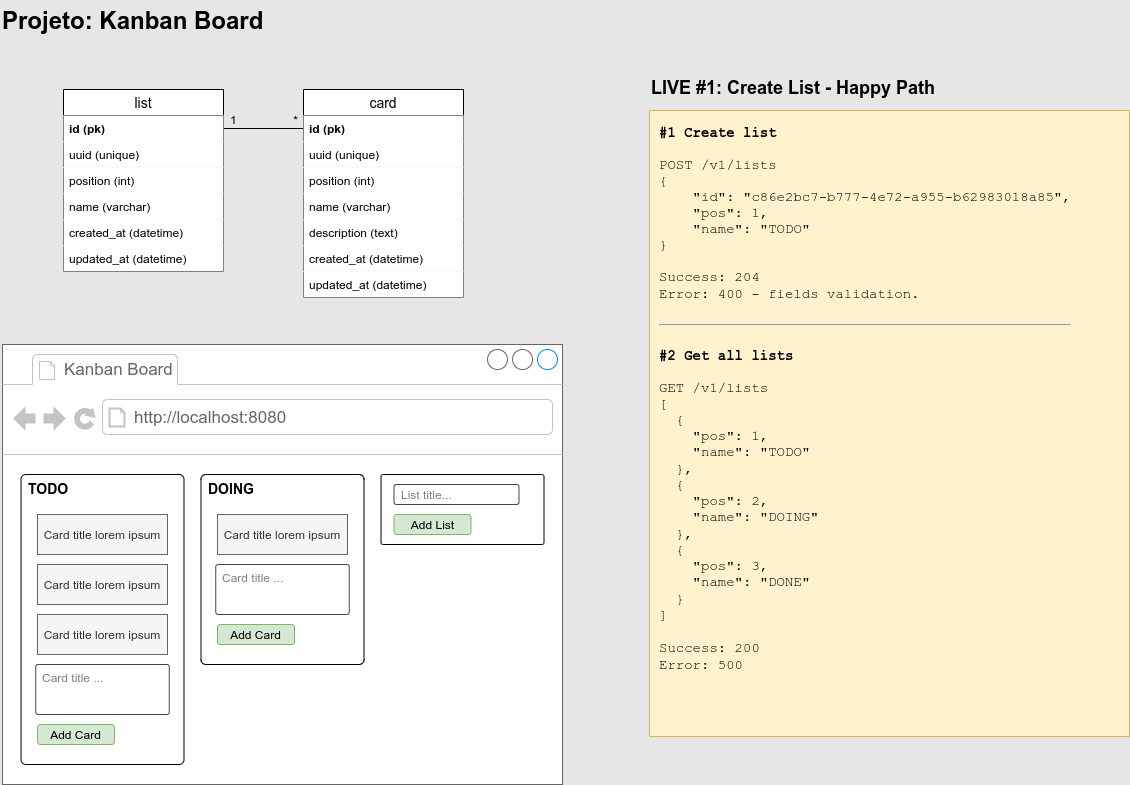 Projeto: Kanban Board
list
id (pk)
uuid (unique)
position (int)
name (varchar)
created_at (datetime)
updated_at (datetime)
1
*
card
id (pk)
uuid (unique)
position (int)
name (varchar)
description (text)
created_at (datetime)
updated_at (datetime)
Kanban Board
http://localhost:8080
TODO
Card title lorem ipsum
Card title lorem ipsum
Card title lorem ipsum
Card title ...
Add Card
DOING
Card title lorem ipsum
Card title ...
Add Card
List title...
Add List
LIVE #1: Create List - Happy Path
#1 Create list
POST /v1/lists
{
    "id": "c86e2bc7-b777-4e72-a955-b62983018a85",
    "pos": 1,
    "name": "TODO"
}
Success: 204
Error: 400 - fields validation.
#2 Get all lists
GET /v1/lists
[
  {
    "pos": 1,
    "name": "TODO"
  },
  {
    "pos": 2,
    "name": "DOING"
  },
  {
    "pos": 3,
    "name": "DONE"
  }
]
Success: 200
Error: 500